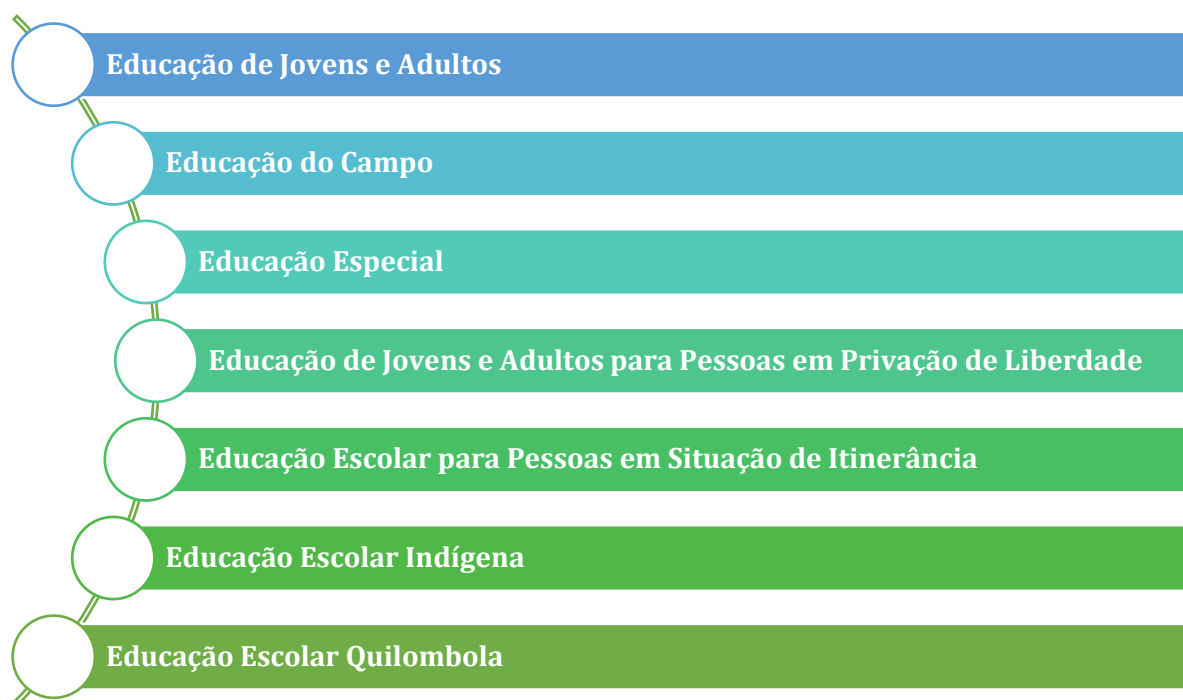 Educação de Jovens e Adultos
Educação do Campo
Educação Especial
Educação de Jovens e Adultos para Pessoas em Privação de Liberdade
Educação Escolar para Pessoas em Situação de Itinerância
Educação Escolar Indígena
Educação Escolar Quilombola